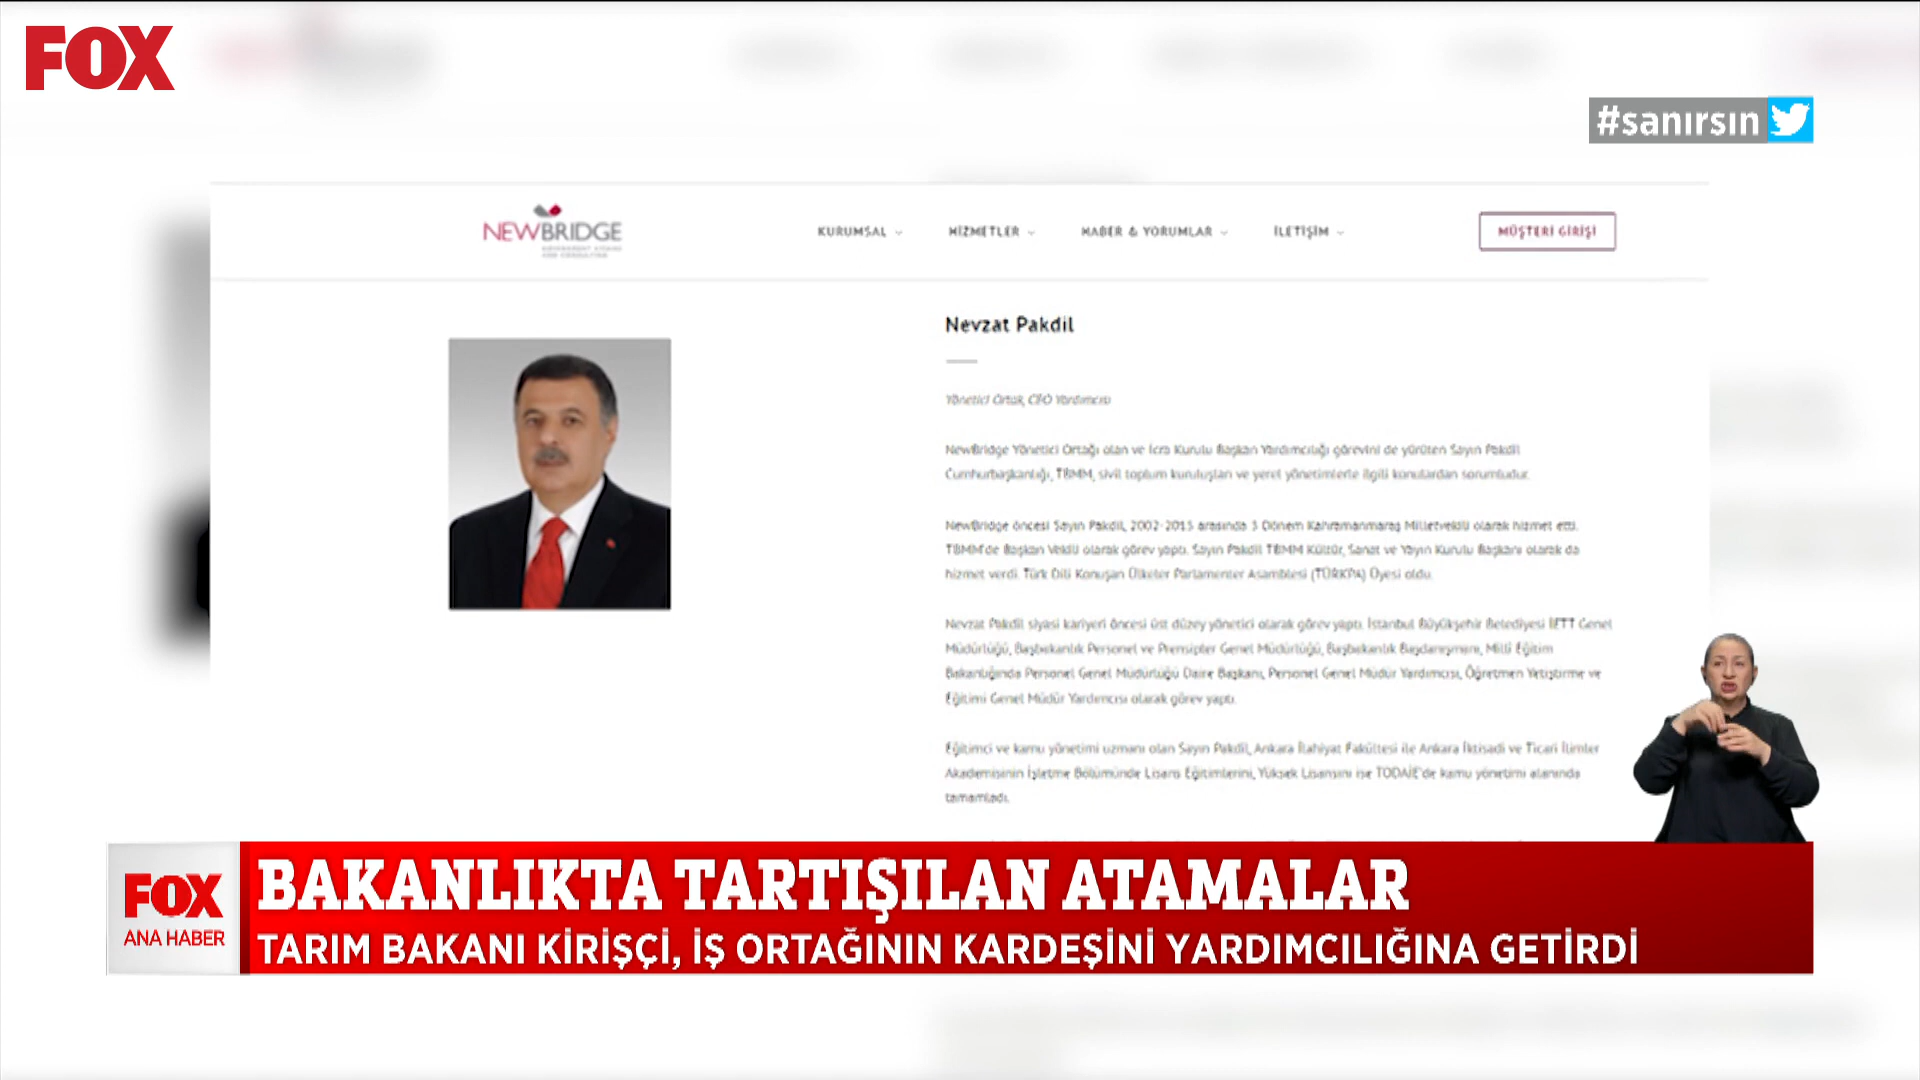 FOX
#sanırsın
NEWBRIDGE
KURUMSAL
HİZMETLER
HABER & YORUMLAR
İLETİŞİM
MÜŞTERİ GİRİŞİ
Nevzat Pakdil
Yönetici Ortak, CEO Yardımcısı
NewBridge Yönetici Ortağı olan ve İcra Kurulu Başkan Yardımcılığı görevini de yürüten Sayın Pakdil
Cumhurbaşkanlığı, TBMM, sivil toplum kuruluşları ve yerel yönetimlerle ilgili konulardan sorumludur.
NewBridge öncesi Sayın Pakdil, 2002-2015 arasında 3 Dönem Kahramanmaraş Milletvekili olarak hizmet etti.
TBMM'de Başkan Vekili olarak görev yaptı. Sayın Pakdil TBMM Kültür, Sanat ve Yayın Kurulu Başkanı olarak da
hizmet verdi. Türk Dili Konuşan Ülkeler Parlamenter Asamblesi (TÜRKPA) Üyesi oldu.
Nevzat Pakdil siyasi kariyeri öncesi üst düzey yönetici olarak görev yaptı. İstanbul Büyükşehir Belediyesi İETT Genel
Müdürlüğü, Başbakanlık Personel ve Prensipler Genel Müdürlüğü, Başbakanlık Başdanışmanı, Milli Eğitim
Bakanlığında Personel Genel Müdürlüğü Daire Başkanı, Personel Genel Müdür Yardımcısı, Öğretmen Yetiştirme ve
Eğitimi Genel Müdür Yardımcısı olarak görev yaptı.
Eğitimci ve kamu yönetimi uzmanı olan Sayın Pakdil, Ankara İlahiyat Fakültesi ile Ankara İktisadi ve Ticari İlimler
Akademisinin İşletme Bölümünde Lisans Eğitimlerini, Yüksek Lisansını ise TODAİE'de kamu yönetimi alanında
tamamladı.
FOX
ANA HABER
BAKANLIKTA TARTIŞILAN ATAMALAR
TARIM BAKANI KİRİŞÇİ, İŞ ORTAĞININ KARDEŞİNİ YARDIMCILIĞINA GETİRDİ